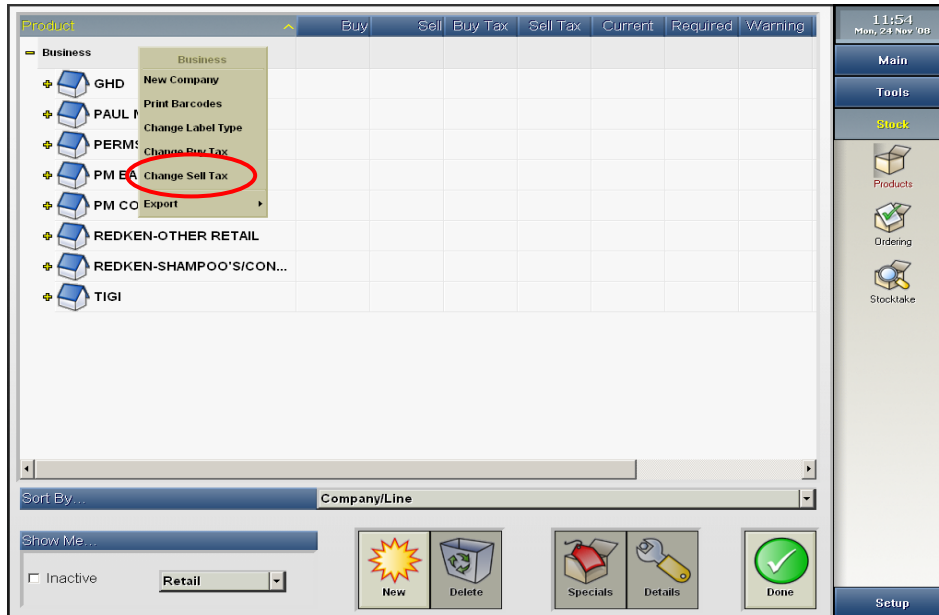 Product Buy Sell Buy Tax Sell Tax Current Required Warning
Business
Business
New Company
Print Barcodes
Change Label Type
Change Buy Tax
Change Sell Tax
Export
GHD
PAUL
PERMS
PM
PM CO
REDKEN-OTHER RETAIL
REDKEN-SHAMPOO'S/CON...
TIGI
Sort By... Company/Line
Show Me...
Inactive Retail
New Delete Specials Details Done
11:54
Mon, 24 Nov '08
Main
Tools
Stock
Products
Ordering
Stocktake
Setup